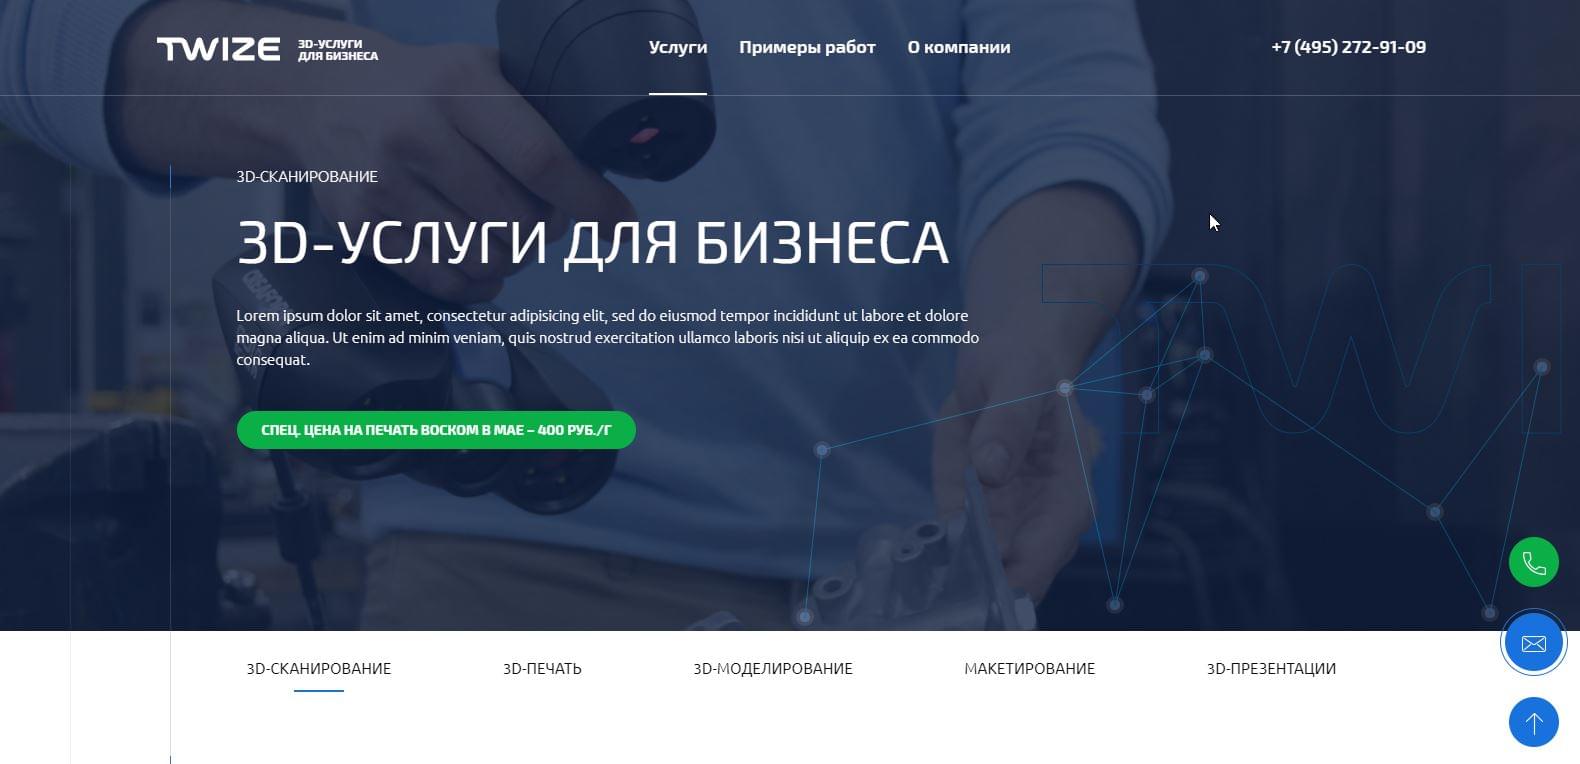 TWIZE
3D-УСЛУГИ
ДЛЯ БИЗНЕСА
Услуги
Примеры работ
О компании
+7 (495) 272-91-09
3D-СКАНИРОВАНИЕ
3D-УСЛУГИ ДЛЯ БИЗНЕСА
Lorem ipsum dolor sit amet, consectetur adipisicing elit, sed do eiusmod tempor incididunt ut labore et dolore
magna aliqua. Ut enim ad minim veniam, quis nostrud exercitation ullamco laboris nisi ut aliquip ex ea commodo
consequat.
СПЕЦ. ЦЕНА НА ПЕЧАТЬ ВОСКОМ В МАЕ – 400 РУБ./Г
TWI
3D-СКАНИРОВАНИЕ
3D-ПЕЧАТЬ
3D-МОДЕЛИРОВАНИЕ
МАКЕТИРОВАНИЕ
3D-ПРЕЗЕНТАЦИИ